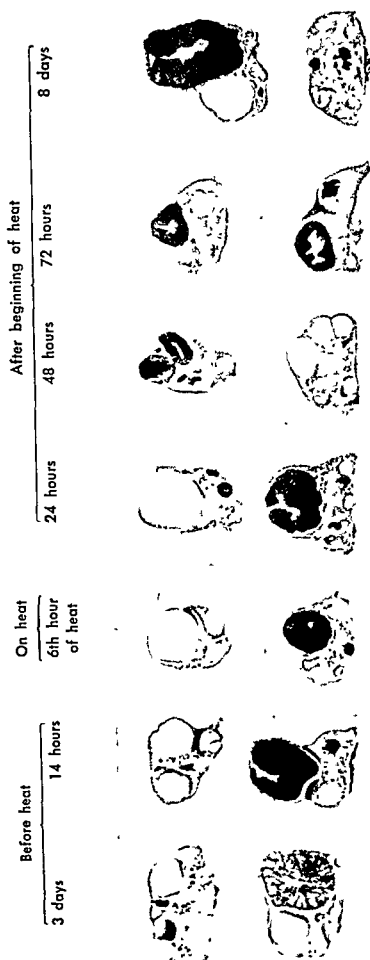 Before heat
3 days
14 hours
On heat
6th hour
of heat
After beginning of heat
24 hours
48 hours
72 hours
8 days